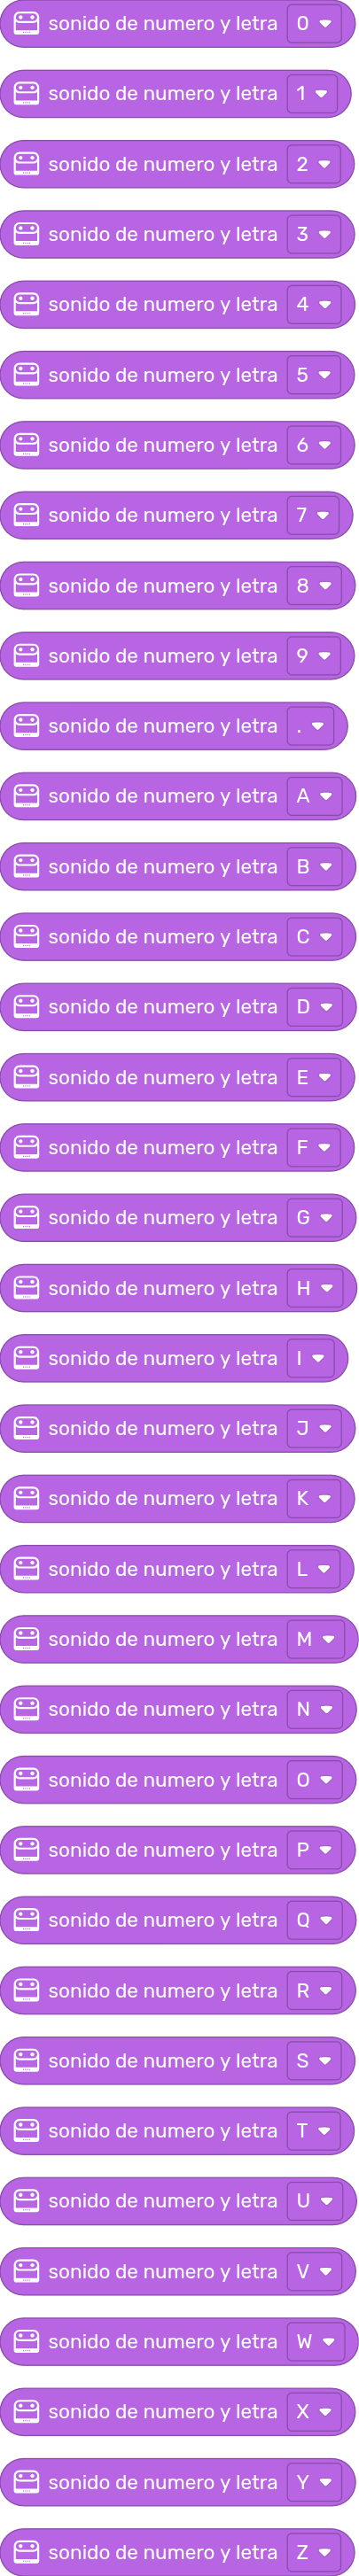 sonido de numero y letra 0
sonido de numero y letra 1
sonido de numero y letra 2
sonido de numero y letra 3
sonido de numero y letra 4
sonido de numero y letra 5
sonido de numero y letra 6
sonido de numero y letra 7
sonido de numero y letra 8
sonido de numero y letra 9
sonido de numero y letra .
sonido de numero y letra A
sonido de numero y letra B
sonido de numero y letra C
sonido de numero y letra D
sonido de numero y letra E
sonido de numero y letra F
sonido de numero y letra G
sonido de numero y letra H
sonido de numero y letra I
sonido de numero y letra J
sonido de numero y letra K
sonido de numero y letra L
sonido de numero y letra M
sonido de numero y letra N
sonido de numero y letra O
sonido de numero y letra P
sonido de numero y letra Q
sonido de numero y letra R
sonido de numero y letra S
sonido de numero y letra T
sonido de numero y letra U
sonido de numero y letra V
sonido de numero y letra W
sonido de numero y letra X
sonido de numero y letra Y
sonido de numero y letra Z